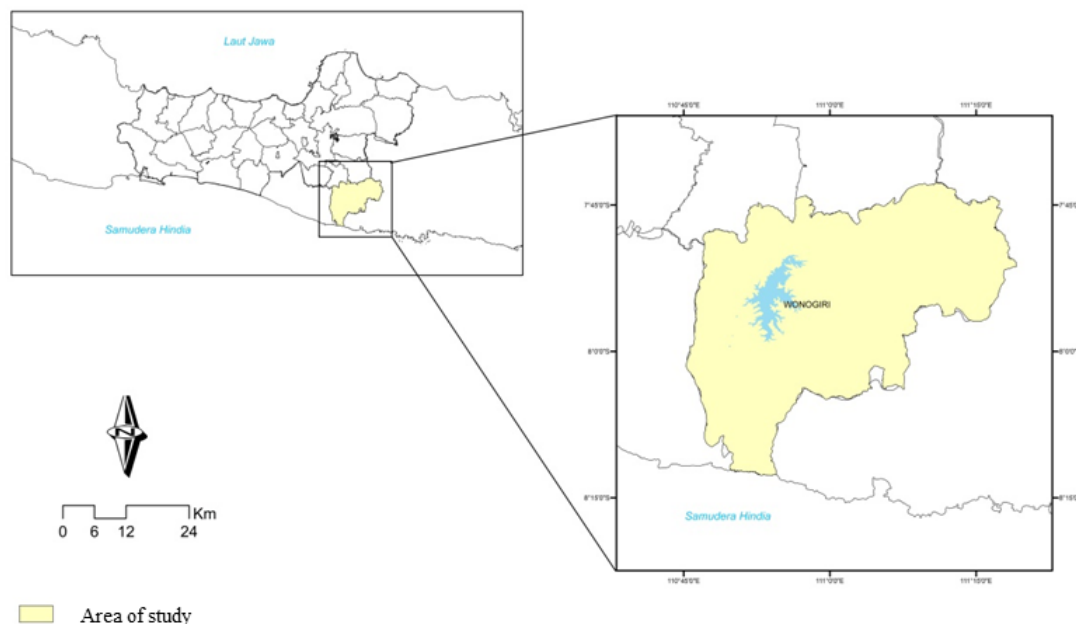 Laut Jawa
Samudera Hindia
110°45'0"E 111°0'0"E 111°15'0"E
7°45'0"S 7°45'0"S
WONOGIRI
8°0'0"S 8°0'0"S
8°15'0"S 8°15'0"S
Samudera Hindia
110°45'0"E 111°0'0"E 111°15'0"E
N
Km
0 6 12 24
Area of study